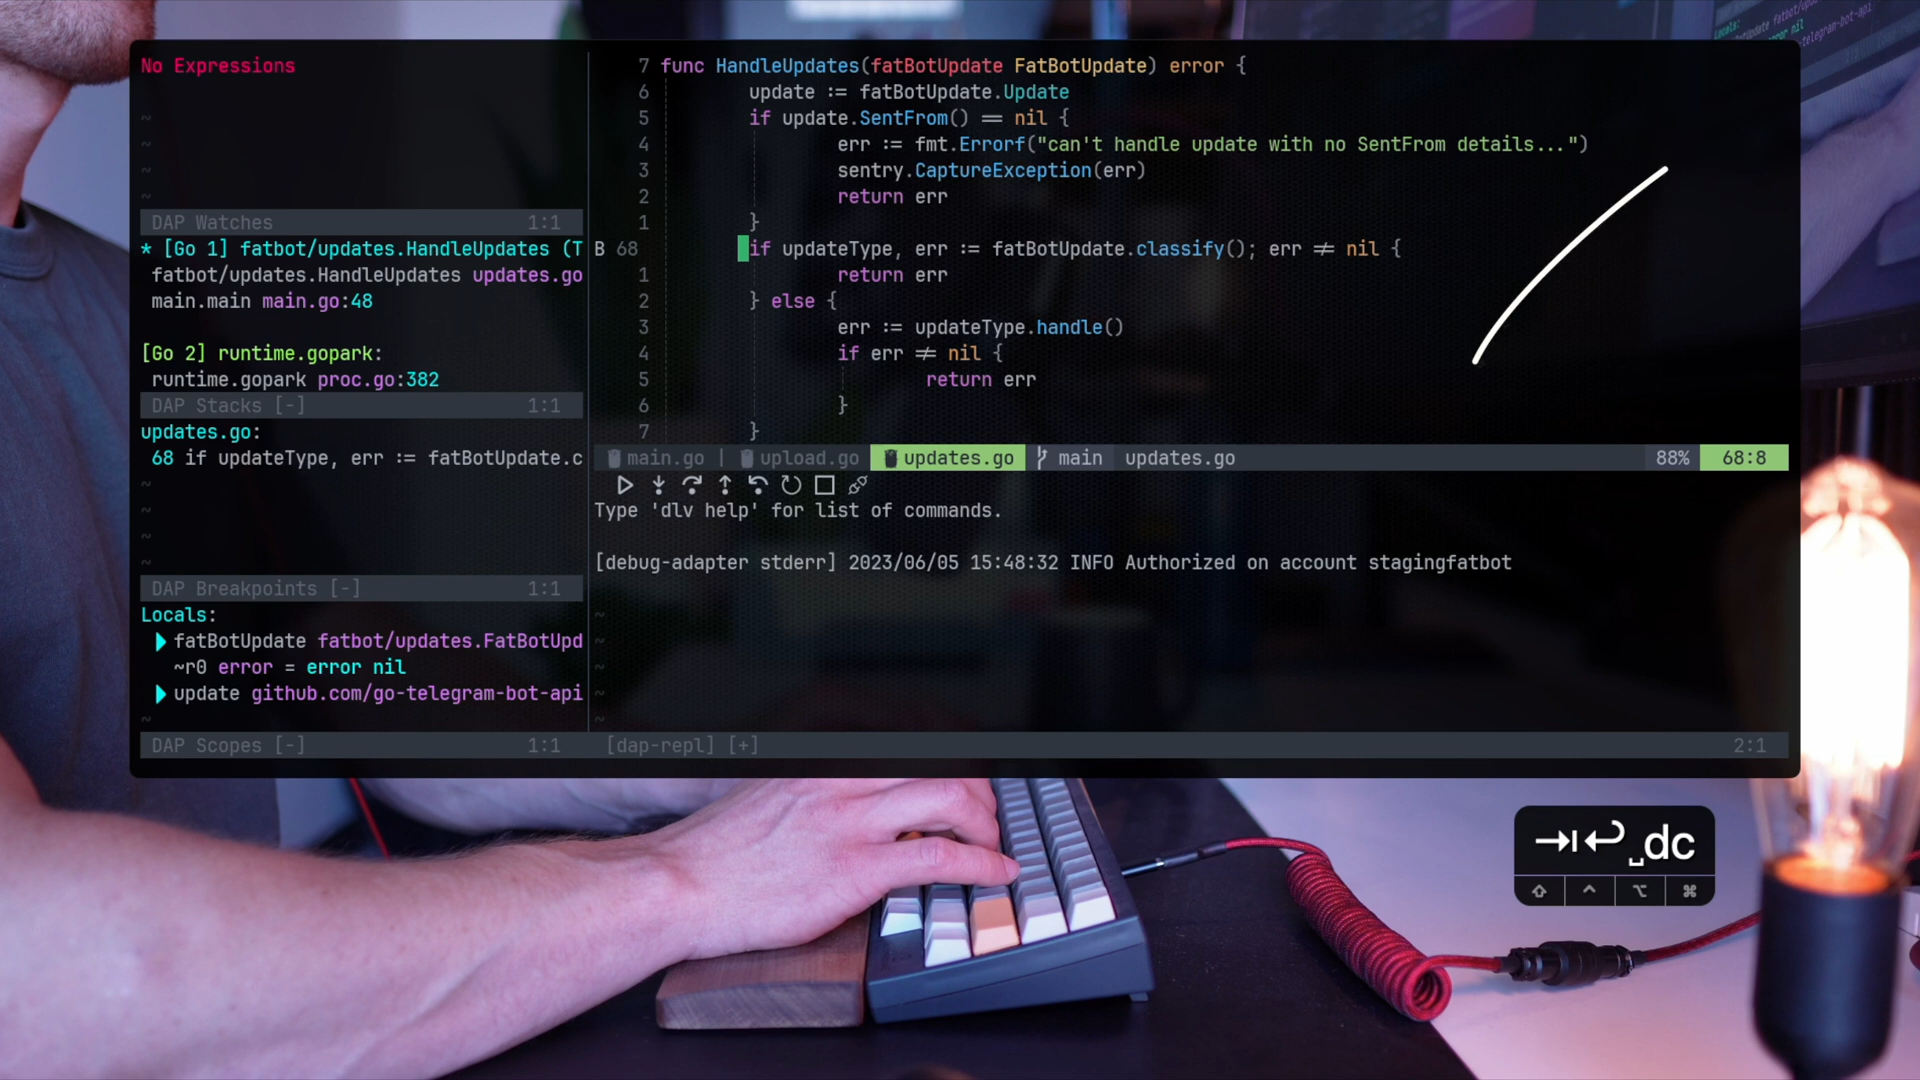 No Expressions
~
~
~
~
DAP Watches 1:1
* [Go 1] fatbot/updates.HandleUpdates (T
fatbot/updates.HandleUpdates updates.go
main.main main.go:48
[Go 2] runtime.gopark:
runtime.gopark proc.go:382
DAP Stacks [-] 1:1
updates.go:
68 if updateType, err := fatBotUpdate.c
~
~
~
~
DAP Breakpoints [-] 1:1
Locals:
fatBotUpdate fatbot/updates.FatBotUpd
~r0 error = error nil
update github.com/go-telegram-bot-api
~
DAP Scopes [-] 1:1
7 func HandleUpdates(fatBotUpdate FatBotUpdate) error {
6 update := fatBotUpdate.Update
5 if update.SentFrom() == nil {
4 err := fmt.Errorf("can't handle update with no SentFrom details...")
3 sentry.CaptureException(err)
2 return err
1 }
B 68 if updateType, err := fatBotUpdate.classify(); err != nil {
1 return err
2 } else {
3 err := updateType.handle()
4 if err != nil {
5 return err
6 }
7 }
main.go | upload.go updates.go main updates.go 88% 68:8
Type 'dlv help' for list of commands.
[debug-adapter stderr] 2023/06/05 15:48:32 INFO Authorized on account stagingfatbot
~
~
~
~
~
[dap-repl] [+] 2:1
⇥↩␣dc
⇧ ⌃ ⌥ ⌘